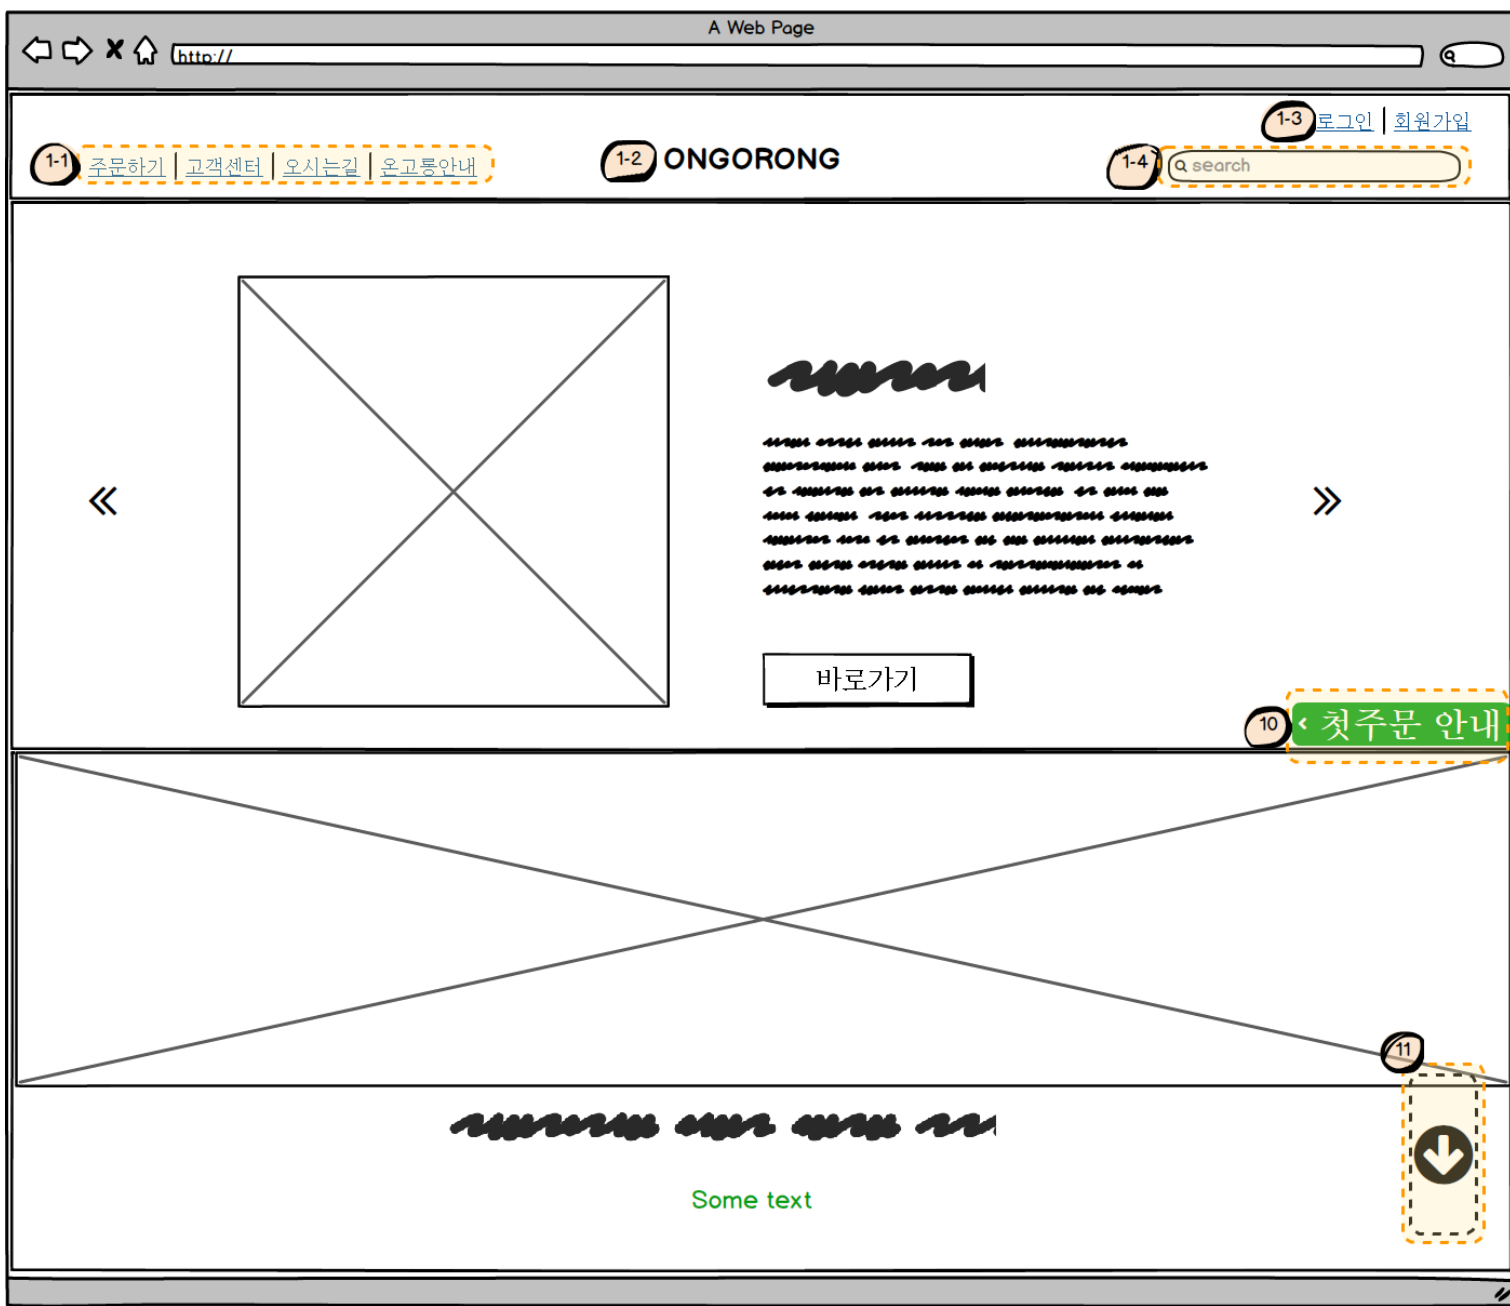 A Web Page
http://
1-3 로그인 | 회원가입
1-1 주문하기 | 고객센터 | 오시는길 | 온고롱안내
1-2 ONGORONG
1-4 search
바로가기
10 첫주문 안내
11
Some text